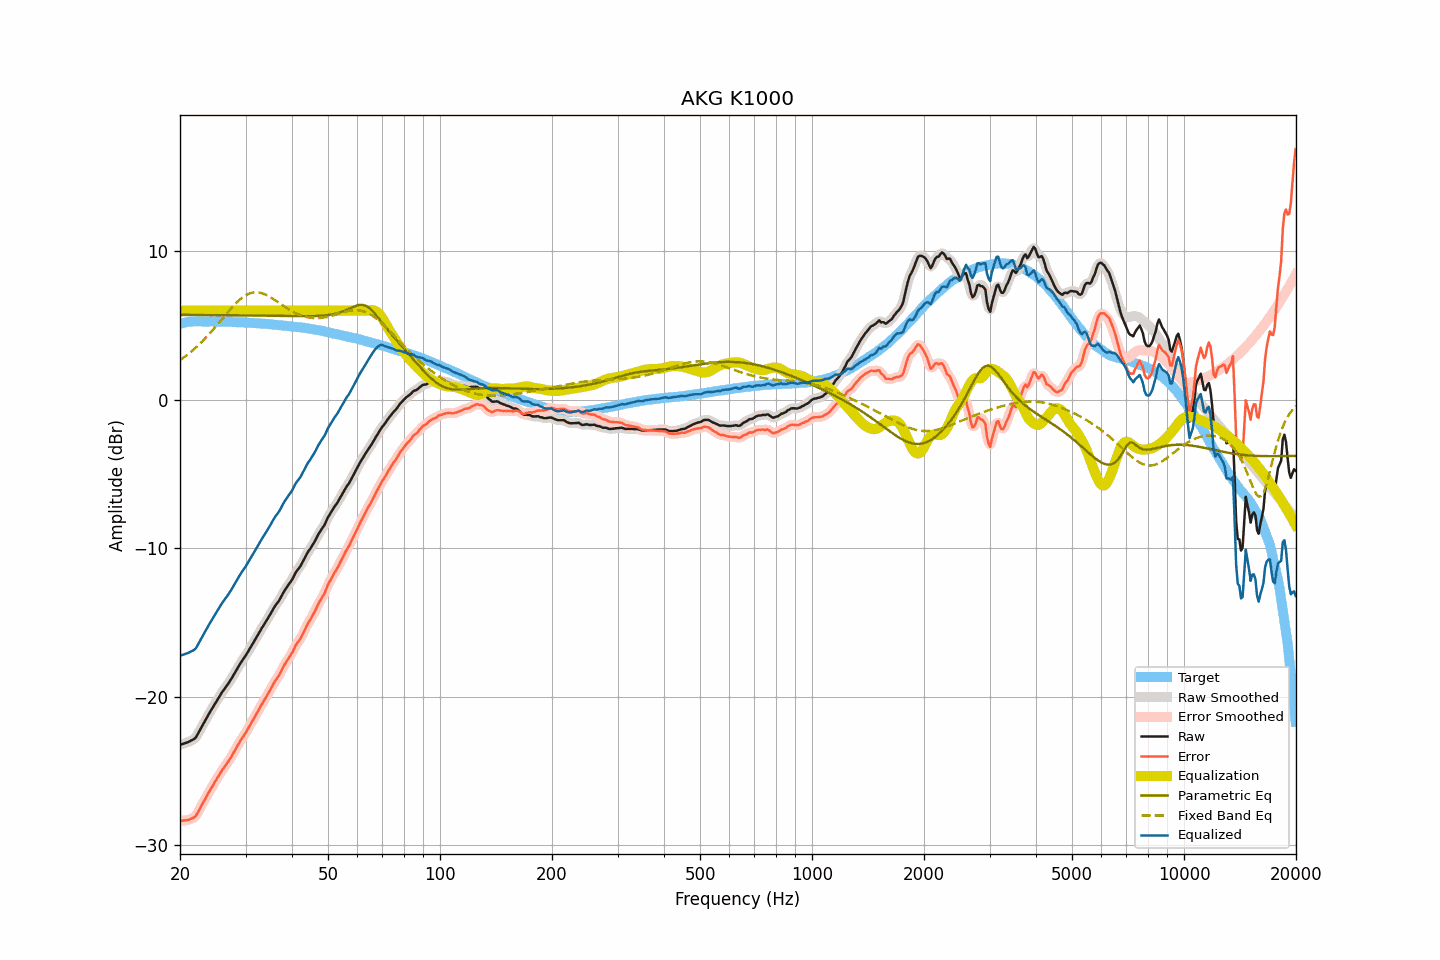 AKG K1000
Amplitude (dBr)
10
0
−10
−20
−30
20
50
100
200
500
1000
2000
5000
10000
20000
Frequency (Hz)
Target
Raw Smoothed
Error Smoothed
Raw
Error
Equalization
Parametric Eq
Fixed Band Eq
Equalized